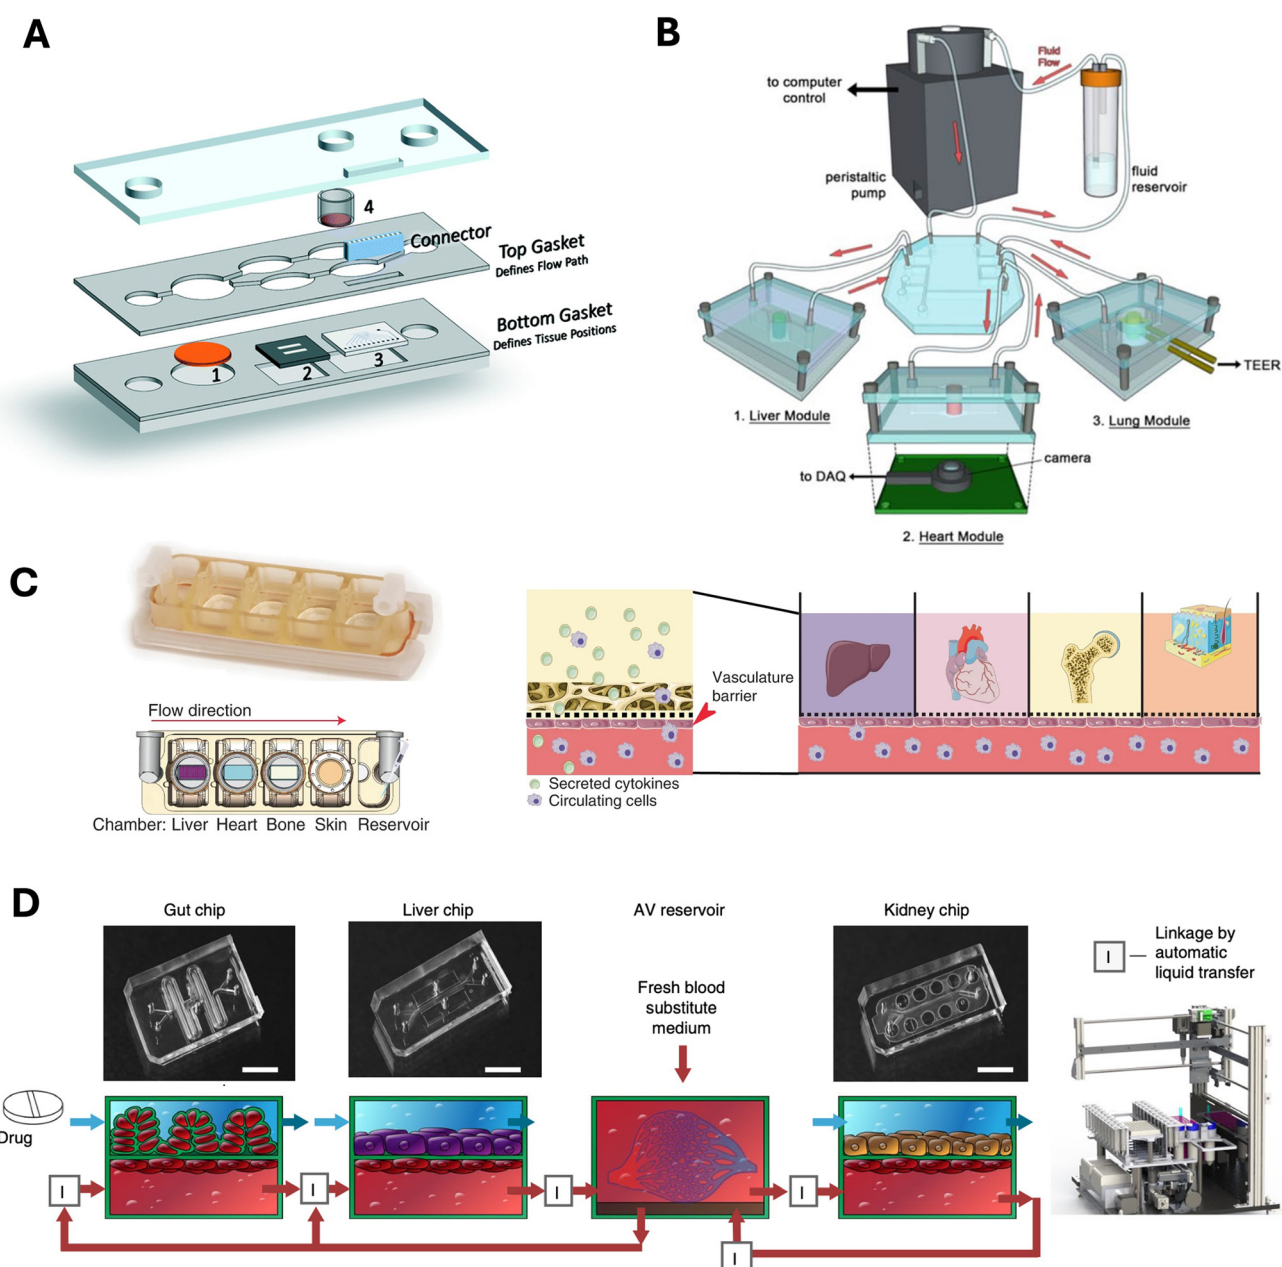 A
4
Connector
Top Gasket
Defines Flow Path
Bottom Gasket
Defines Tissue Positions
1
2
3
B
Fluid
Flow
to computer
control
peristaltic
pump
fluid
reservoir
TEER
1. Liver Module
3. Lung Module
camera
to DAQ
2. Heart Module
C
Flow direction
Chamber: Liver Heart Bone Skin Reservoir
Vasculature
barrier
Secreted cytokines
Circulating cells
D
Gut chip
Liver chip
AV reservoir
Kidney chip
Linkage by
automatic
liquid transfer
I
Fresh blood
substitute
medium
Drug
I
I
I
I
I